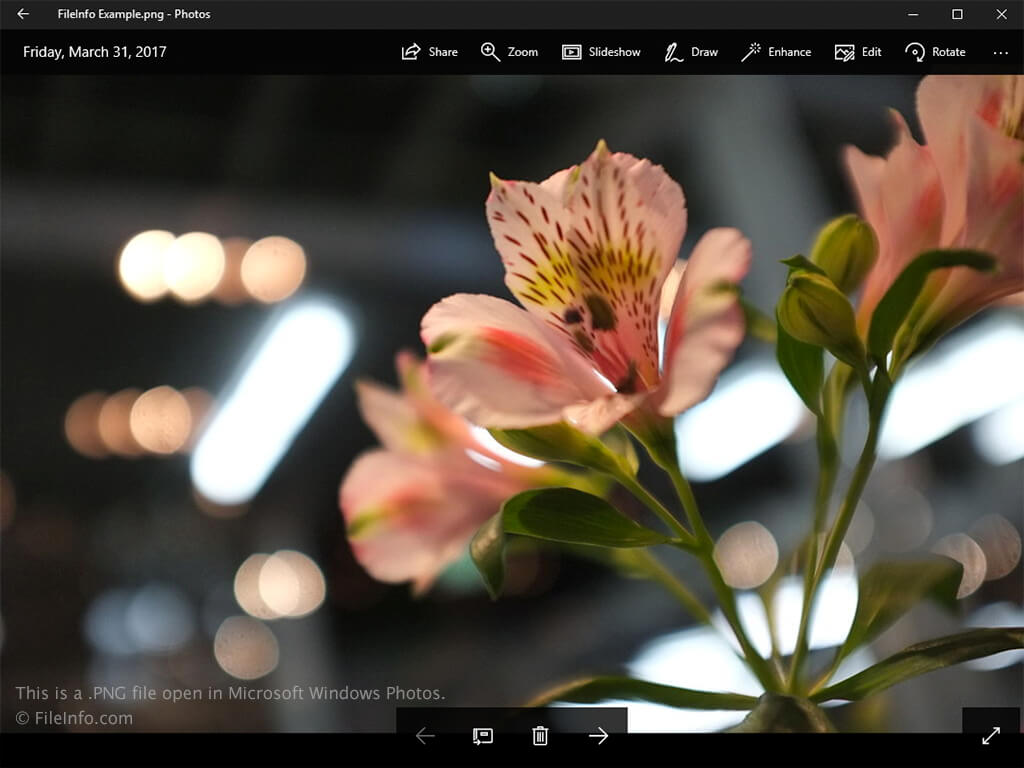 FileInfo Example.png - Photos
Friday, March 31, 2017
Share
Zoom
Slideshow
Draw
Enhance
Edit
Rotate
This is a .PNG file open in Microsoft Windows Photos.
© FileInfo.com